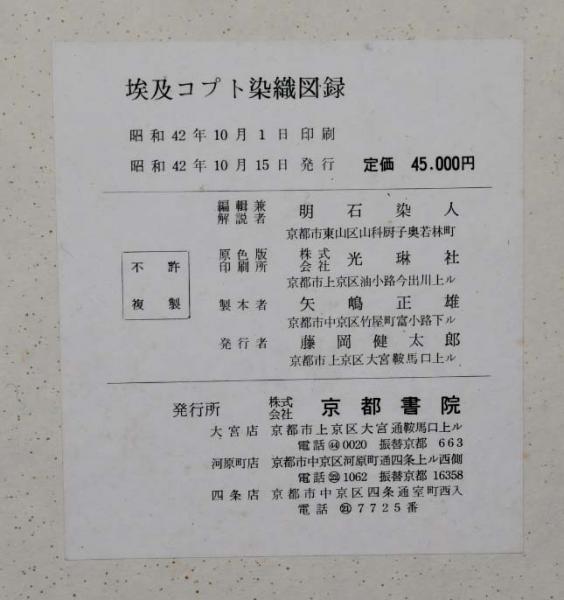 埃及コプト染織図録
昭和42年10月1日印刷
昭和42年10月15日発行 定価 45.000円
編輯兼解説者 明石染人
京都市東山区山科厨子奥若林町
不許複製
原色版印刷所 株式会社 光琳社
京都市上京区油小路今出川上ル
製本者 矢嶋正雄
京都市中京区竹屋町富小路下ル
発行者 藤岡健太郎
京都市上京区大宮鞍馬口上ル
発行所 株式会社 京都書院
大宮店 京都市上京区大宮通鞍馬口上ル
電話㊹0020 振替京都 663
河原町店 京都市中京区河原町通四条上ル西側
電話㉒1062 振替京都 16358
四条店 京都市中京区四条通室町西入
電話 ㉑7725番